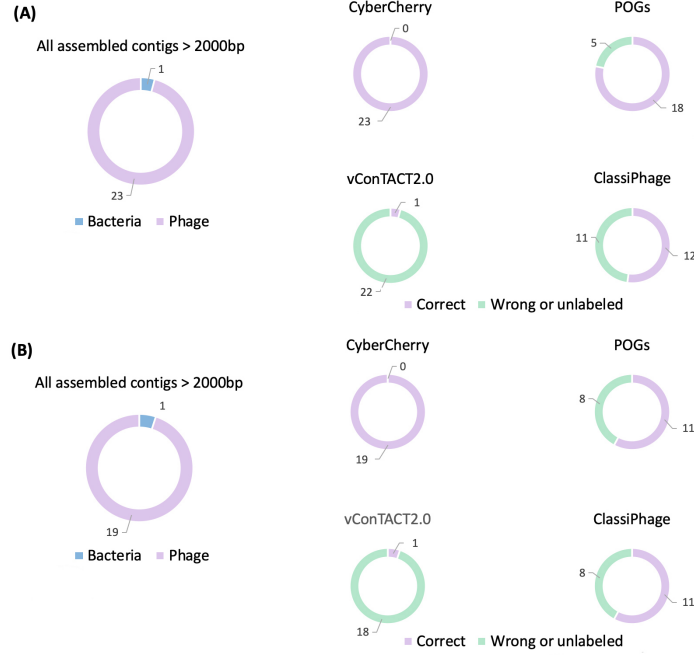 (A)
All assembled contigs > 2000bp
1
23
Bacteria Phage
CyberCherry
0
23
POGs
5
18
vConTACT2.0
1
22
ClassiPhage
11
12
Correct Wrong or unlabeled
(B)
All assembled contigs > 2000bp
1
19
Bacteria Phage
CyberCherry
0
19
POGs
8
11
vConTACT2.0
1
18
ClassiPhage
8
11
Correct Wrong or unlabeled